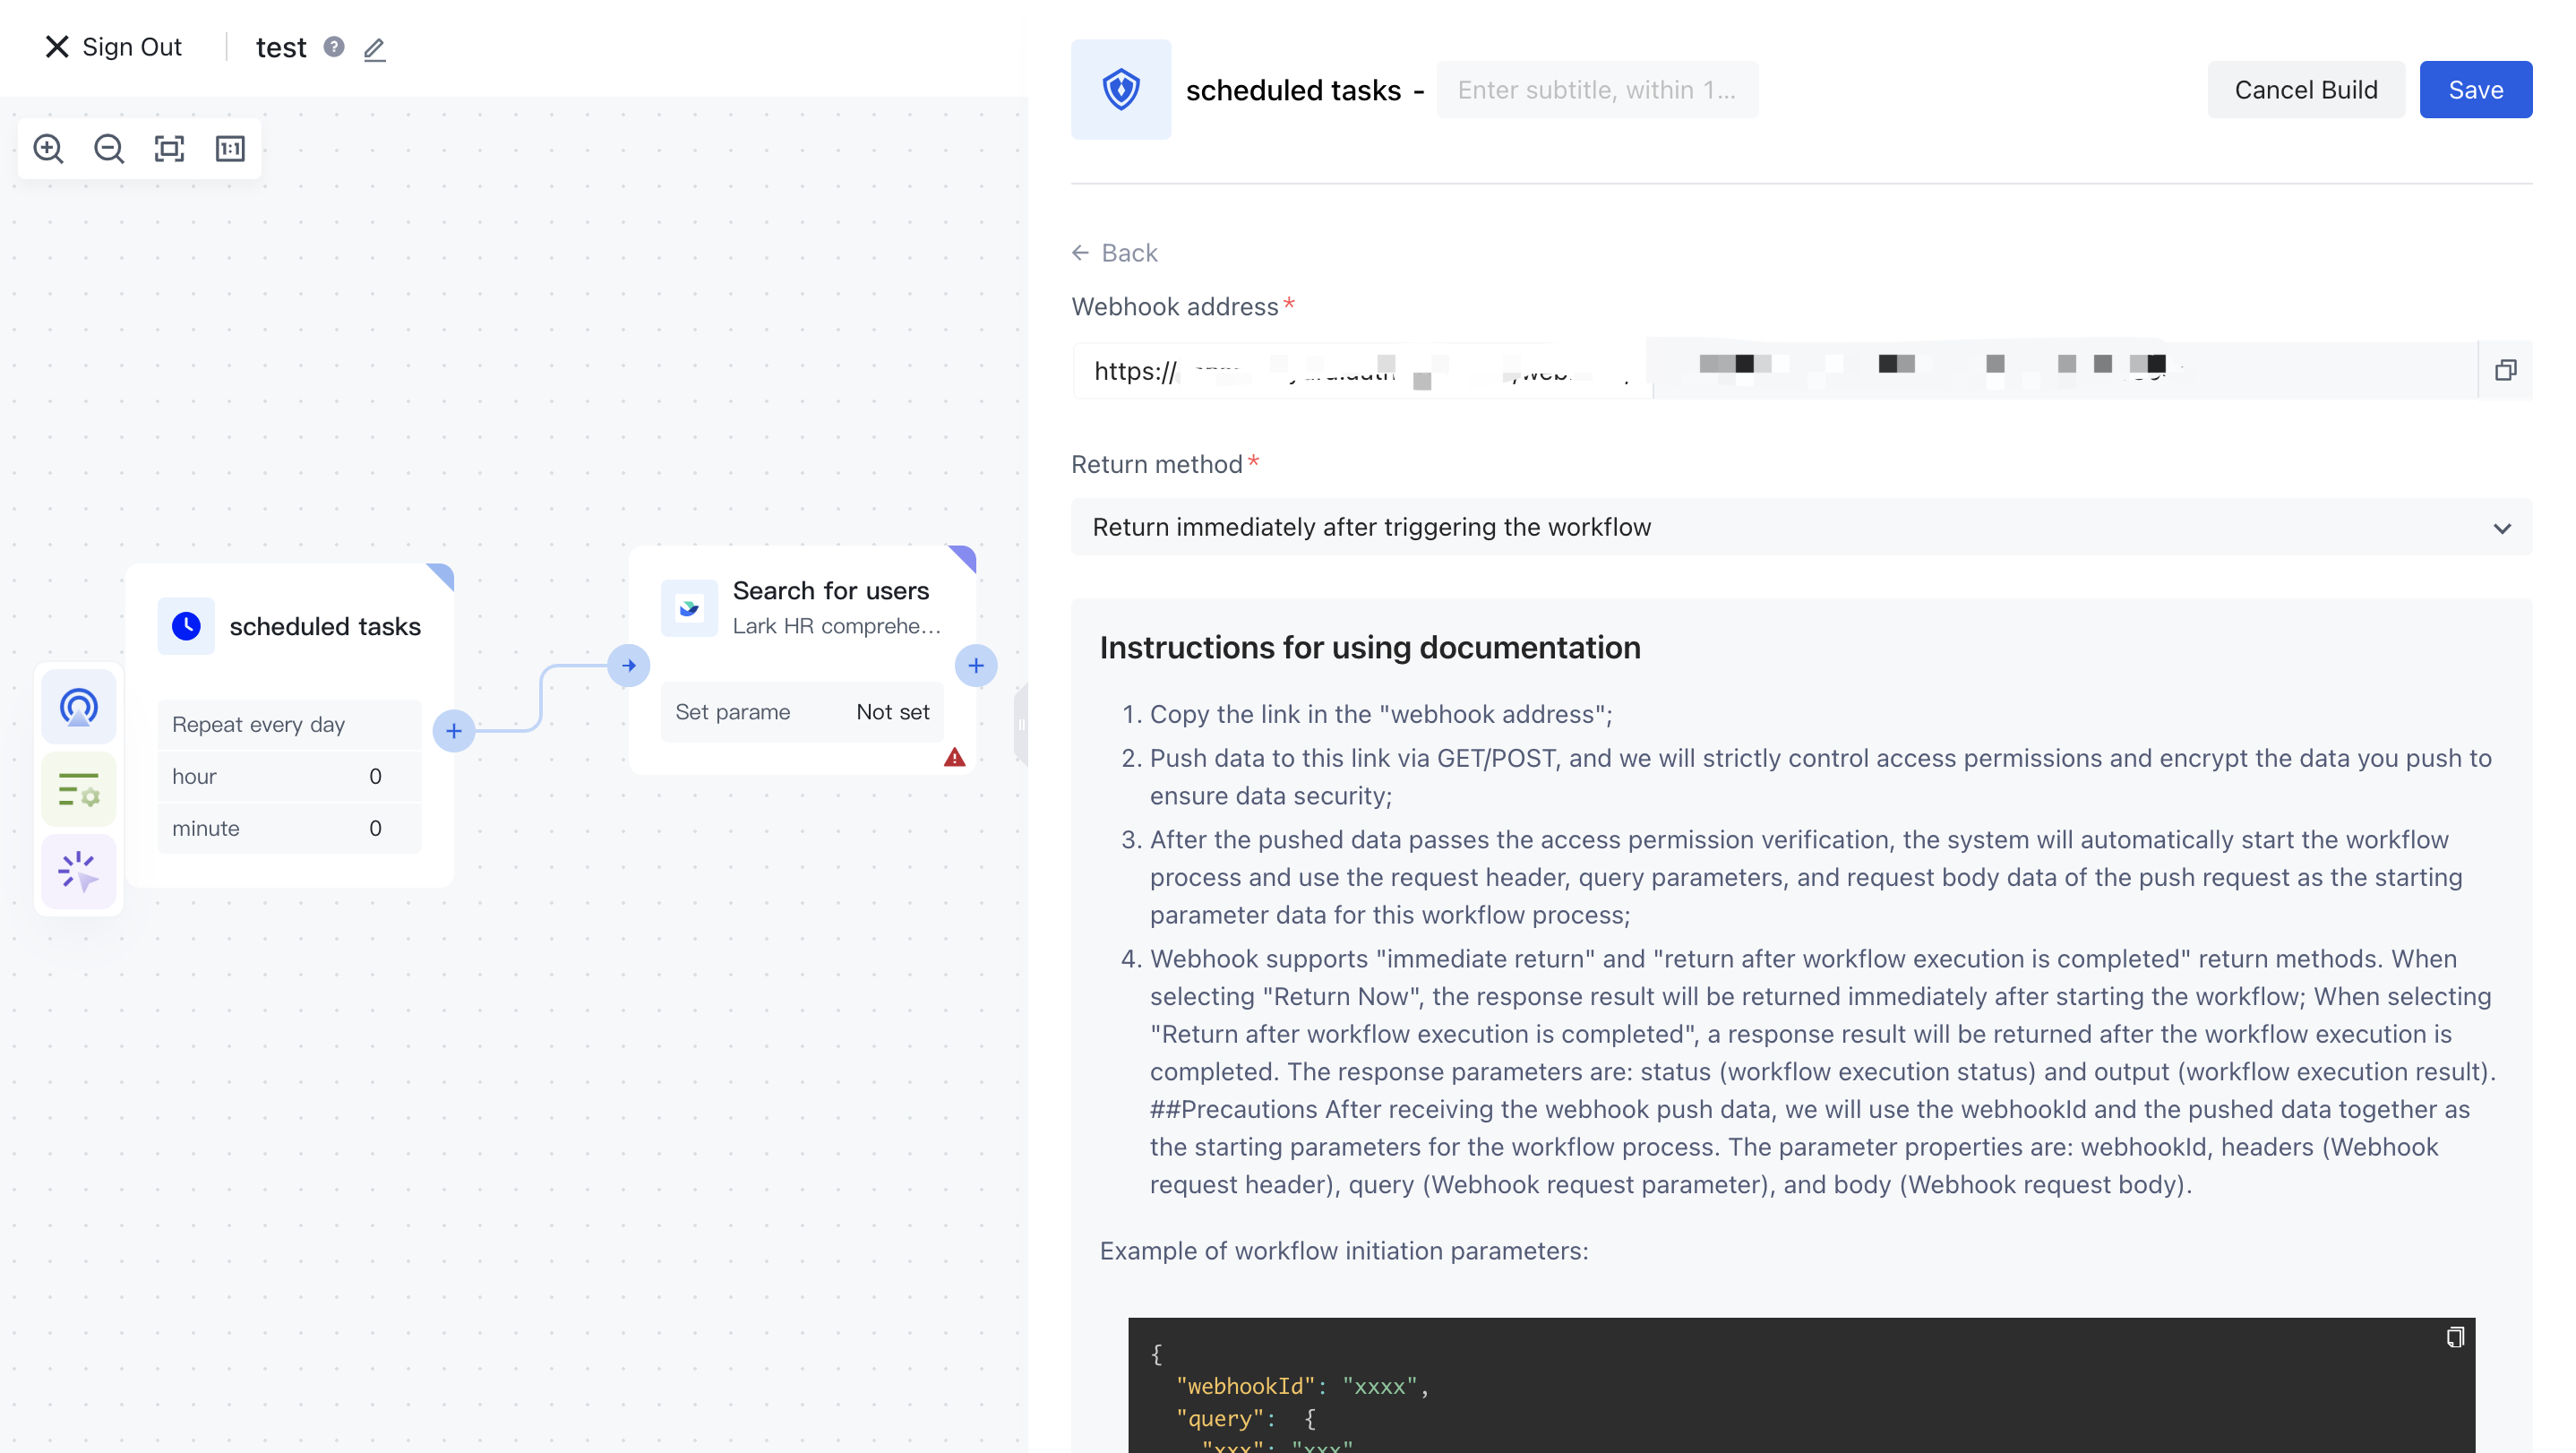 Sign Out
test
1:1
scheduled tasks
Repeat every day
hour 0
minute 0
Search for users
Lark HR comprehe...
Set parame Not set
scheduled tasks -
Enter subtitle, within 1...
Cancel Build
Save
Back
Webhook address*
https://
Return method*
Return immediately after triggering the workflow
Instructions for using documentation
1. Copy the link in the "webhook address";
2. Push data to this link via GET/POST, and we will strictly control access permissions and encrypt the data you push to
ensure data security;
3. After the pushed data passes the access permission verification, the system will automatically start the workflow
process and use the request header, query parameters, and request body data of the push request as the starting
parameter data for this workflow process;
4. Webhook supports "immediate return" and "return after workflow execution is completed" return methods. When
selecting "Return Now", the response result will be returned immediately after starting the workflow; When selecting
"Return after workflow execution is completed", a response result will be returned after the workflow execution is
completed. The response parameters are: status (workflow execution status) and output (workflow execution result).
##Precautions After receiving the webhook push data, we will use the webhookId and the pushed data together as
the starting parameters for the workflow process. The parameter properties are: webhookId, headers (Webhook
request header), query (Webhook request parameter), and body (Webhook request body).
Example of workflow initiation parameters:
{
"webhookId": "xxxx",
"query": {
"xxx": "xxx"